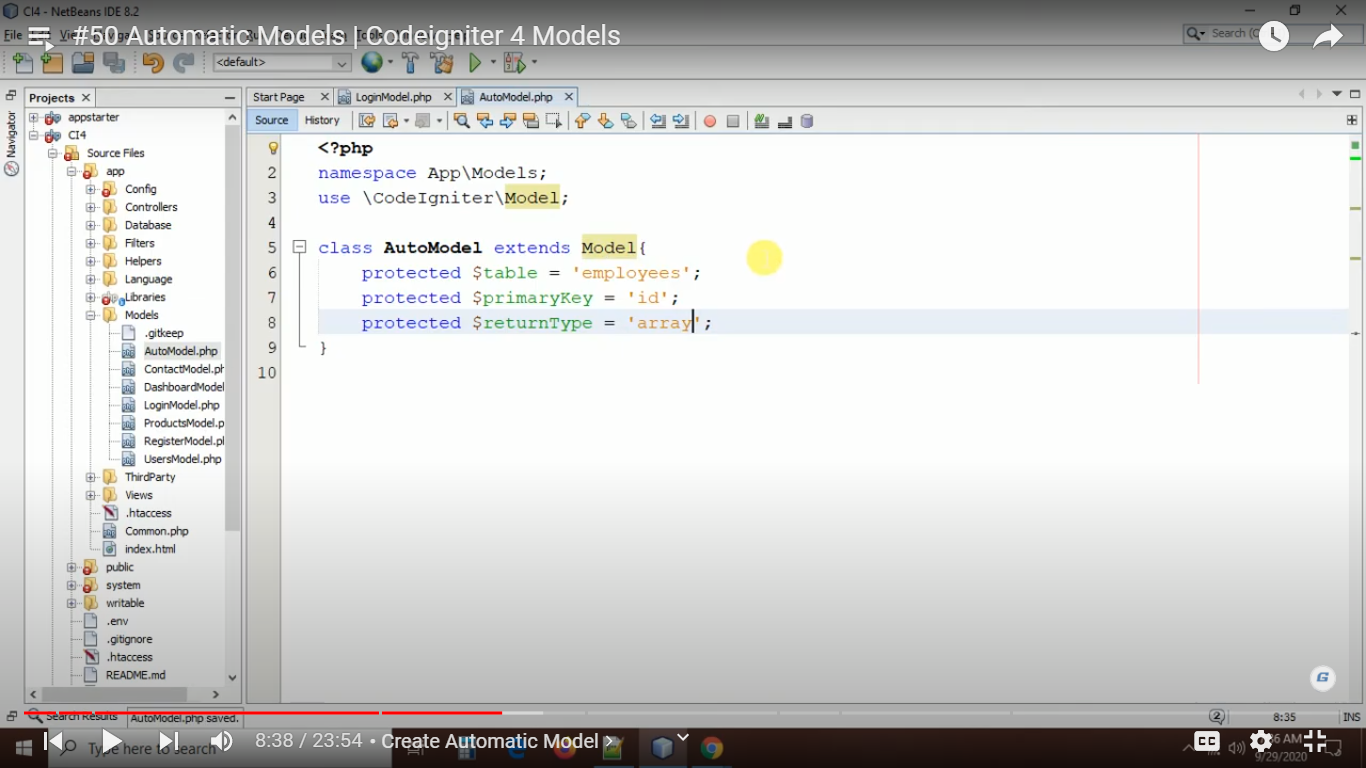 CI4 - NetBeans IDE 8.2
#50 Automatic Models | Codeigniter 4 Models
File
Search (
<default>
Projects
Start Page
LoginModel.php
AutoModel.php
Navigator
Source
History
appstarter
CI4
Source Files
app
Config
Controllers
Database
Filters
Helpers
Language
Libraries
Models
.gitkeep
AutoModel.php
ContactModel.ph
DashboardModel
LoginModel.php
ProductsModel.p
RegisterModel.pl
UsersModel.php
ThirdParty
Views
.htaccess
Common.php
index.html
public
system
writable
.env
.gitignore
.htaccess
README.md
<?php
2 namespace App\Models;
3 use \CodeIgniter\Model;
4
5 class AutoModel extends Model{
6 protected $table = 'employees';
7 protected $primaryKey = 'id';
8 protected $returnType = 'array';
9 }
10
G
Search Results
AutoModel.php saved.
2
8:35
INS
Type here to search
8:38 / 23:54 • Create Automatic Model >
CC
AM
9/29/2020